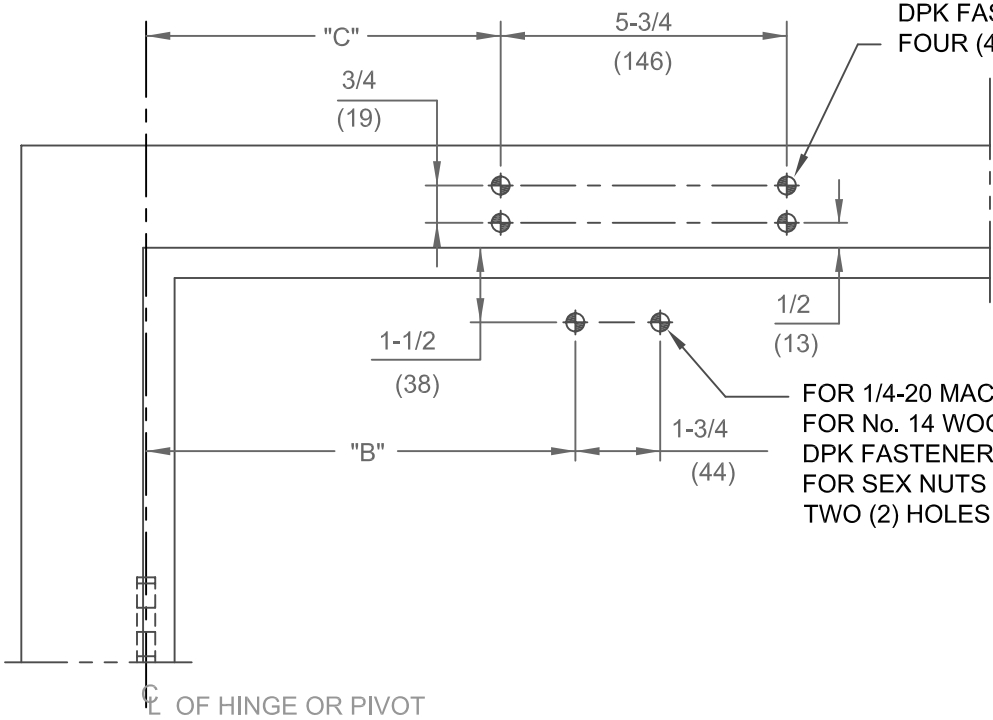 DPK FAS
FOUR (4
"C"
5-3/4
(146)
3/4
(19)
1-1/2
(38)
1/2
(13)
FOR 1/4-20 MAC
FOR No. 14 WOO
DPK FASTENER
FOR SEX NUTS
TWO (2) HOLES
"B"
1-3/4
(44)
℄ OF HINGE OR PIVOT